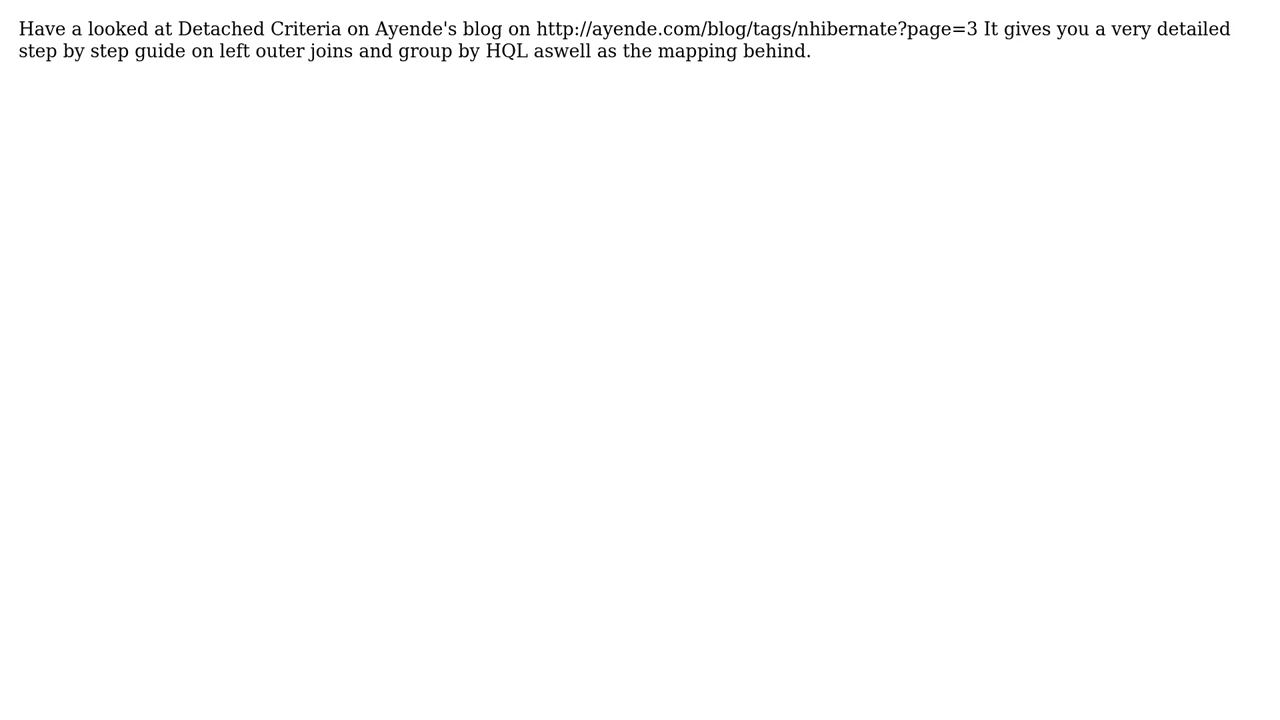 Have a looked at Detached Criteria on Ayende's blog on http://ayende.com/blog/tags/nhibernate?page=3 It gives you a very detailed
step by step guide on left outer joins and group by HQL aswell as the mapping behind.